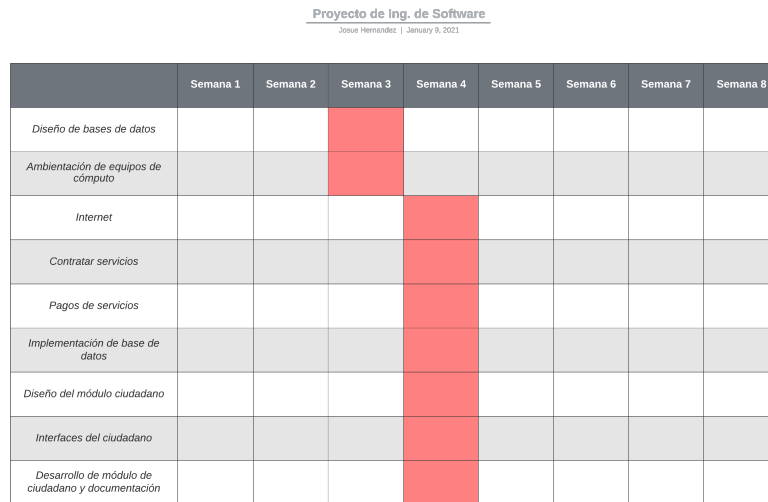 Proyecto de Ing. de Software
Josue Hernandez | January 9, 2021
Semana 1 Semana 2 Semana 3 Semana 4 Semana 5 Semana 6 Semana 7 Semana 8
Diseño de bases de datos
Ambientación de equipos de
cómputo
Internet
Contratar servicios
Pagos de servicios
Implementación de base de
datos
Diseño del módulo ciudadano
Interfaces del ciudadano
Desarrollo de módulo de
ciudadano y documentación